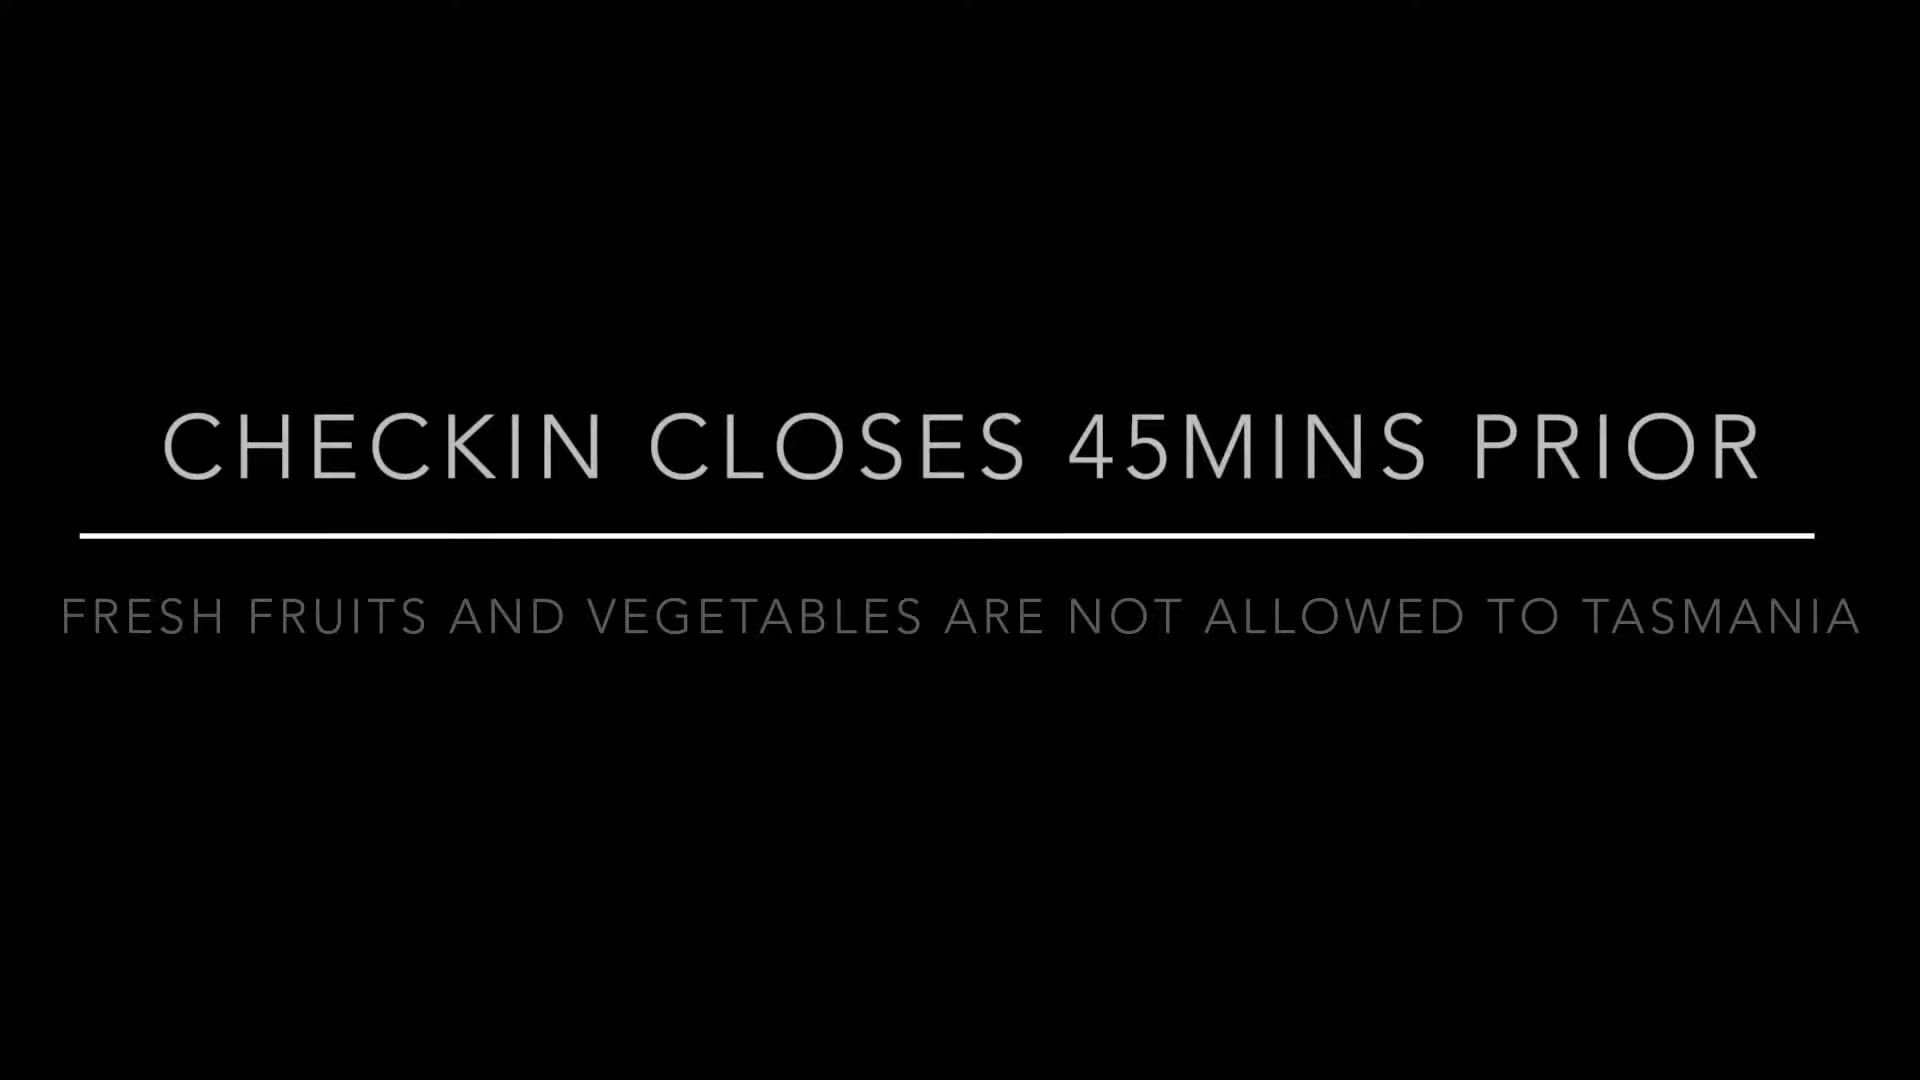 CHECKIN CLOSES 45MINS PRIOR
FRESH FRUITS AND VEGETABLES ARE NOT ALLOWED TO TASMANIA